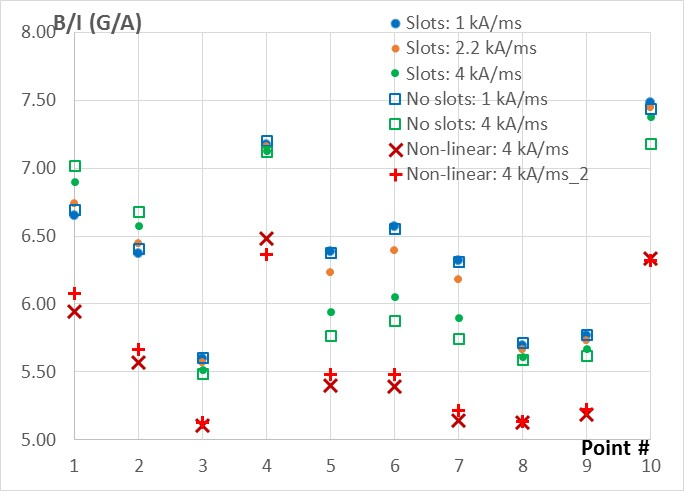 B/I (G/A)
8.00
7.50
7.00
6.50
6.00
5.50
5.00
Slots: 1 kA/ms
Slots: 2.2 kA/ms
Slots: 4 kA/ms
No slots: 1 kA/ms
No slots: 4 kA/ms
Non-linear: 4 kA/ms
Non-linear: 4 kA/ms_2
Point #
1 2 3 4 5 6 7 8 9 10